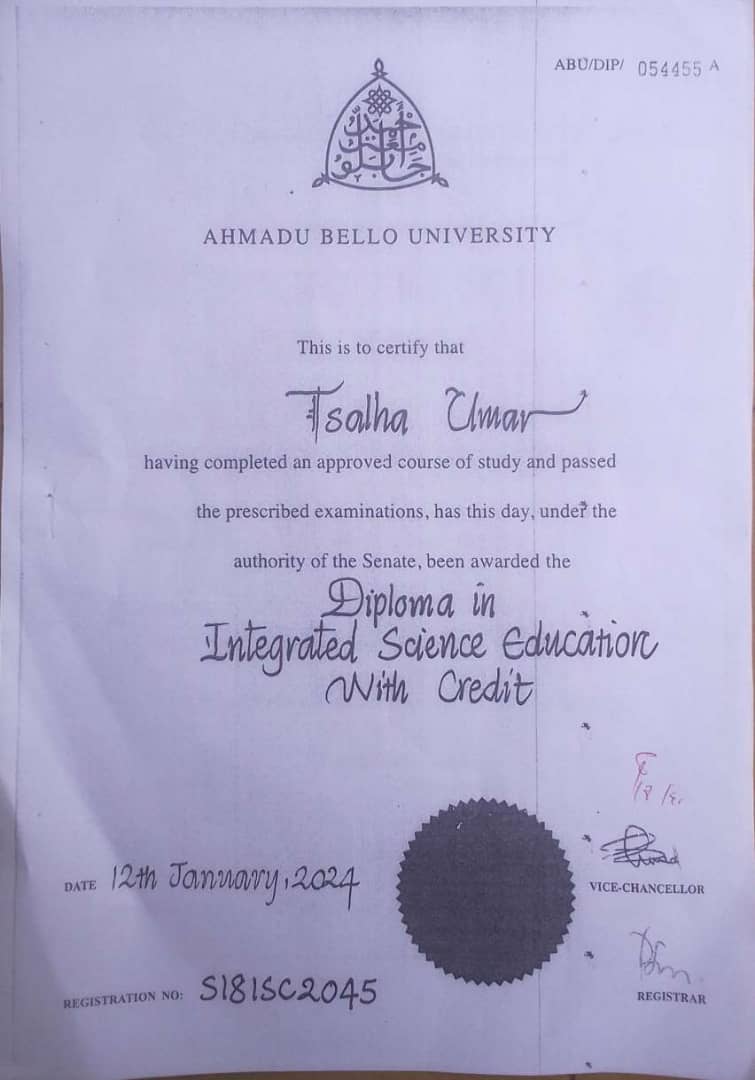 ABU/DIP/ 054455 A
AHMADU BELLO UNIVERSITY
This is to certify that
Tsalha Umar
having completed an approved course of study and passed
the prescribed examinations, has this day, under the
authority of the Senate, been awarded the
Diploma in
Integrated Science Education
With Credit
DATE 12th January, 2024
VICE-CHANCELLOR
REGISTRATION NO: S18ISC2045
REGISTRAR